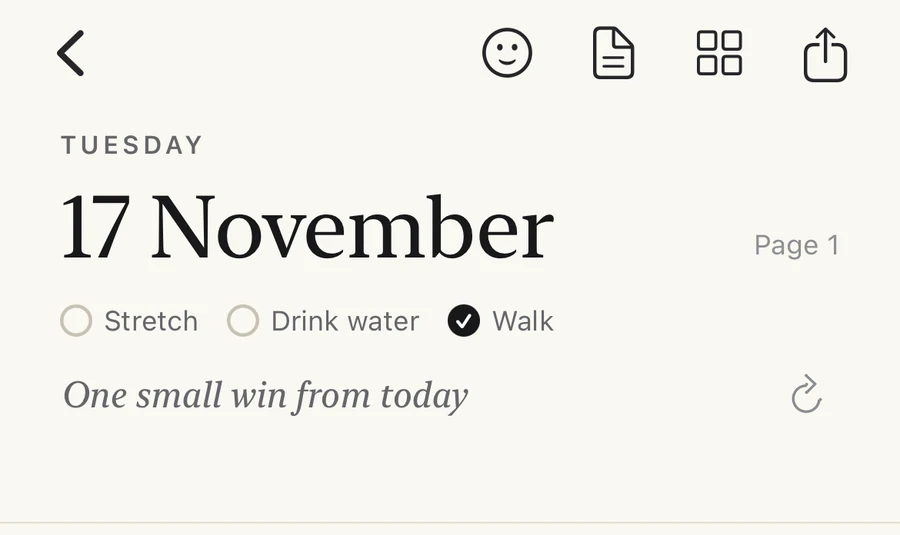 TUESDAY
17 November
Page 1
Stretch Drink water Walk
One small win from today